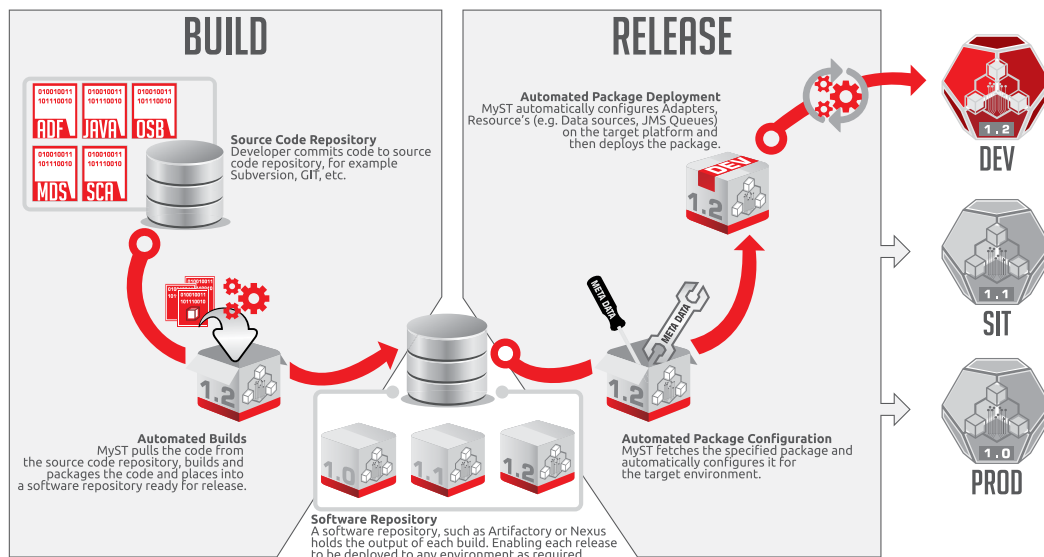 BUILD
010010011
101110010
ADF
010010011
101110010
JAVA
010010011
101110010
OSB
010010011
101110010
MDS
010010011
101110010
SCA
Source Code Repository
Developer commits code to source
code repository, for example
Subversion, GIT, etc.
010010011
101110010
1.2
Automated Builds
MyST pulls the code from
the source code repository, builds and
packages the code and places into
a software repository ready for release.
1.0
1.1
1.2
Software Repository
A software repository, such as Artifactory or Nexus
holds the output of each build. Enabling each release
to be deployed to any environment as required
RELEASE
Automated Package Deployment
MyST automatically configures Adapters,
Resource's (e.g. Data sources, JMS Queues)
on the target platform and
then deploys the package.
DEV
1.2
META DATA
META DATA
1.2
Automated Package Configuration
MyST fetches the specified package and
automatically configures it for
the target environment.
1.2
DEV
1.1
SIT
1.0
PROD